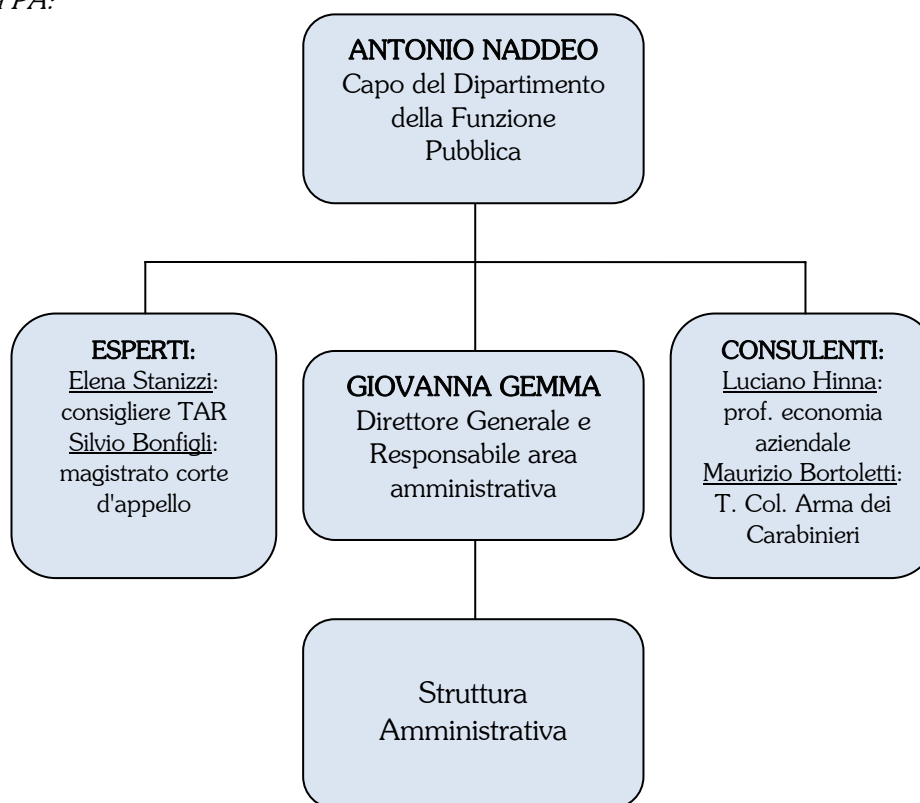 PA:
ANTONIO NADDEO
Capo del Dipartimento
della Funzione
Pubblica
ESPERTI:
Elena Stanizzi:
consigliere TAR
Silvio Bonfigli:
magistrato corte
d'appello
GIOVANNA GEMMA
Direttore Generale e
Responsabile area
amministrativa
CONSULENTI:
Luciano Hinna:
prof. economia
aziendale
Maurizio Bortoletti:
T. Col. Arma dei
Carabinieri
Struttura
Amministrativa